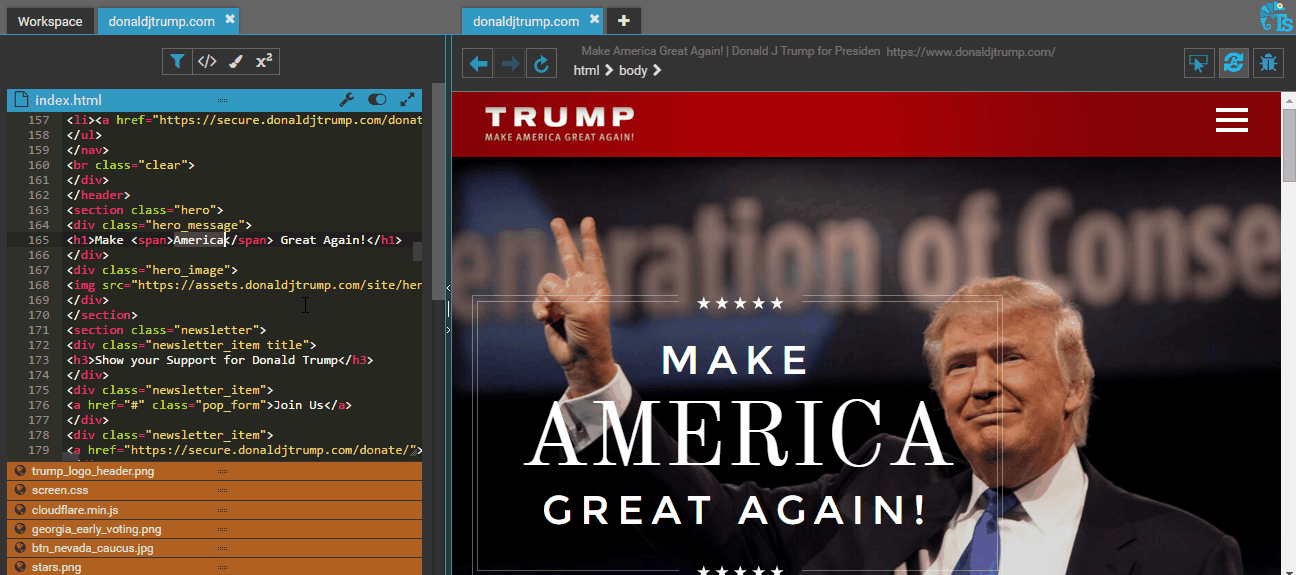 Workspace
donaldjtrump.com
donaldjtrump.com
TS
index.html
157 <li><a href="https://secure.donaldjtrump.com/donat
158 </ul>
159 </nav>
160 <br class="clear">
161 </div>
162 </header>
163 <section class="hero">
164 <div class="hero_message">
165 <h1>Make <span>America</span> Great Again!</h1>
166 </div>
167 <div class="hero_image">
168 <img src="https://assets.donaldjtrump.com/site/her
169 </div>
170 </section>
171 <section class="newsletter">
172 <div class="newsletter_item title">
173 <h3>Show your Support for Donald Trump</h3>
174 </div>
175 <div class="newsletter_item">
176 <a href="#" class="pop_form">Join Us</a>
177 </div>
178 <div class="newsletter_item">
179 <a href="https://secure.donaldjtrump.com/donate/">
trump_logo_header.png
screen.css
cloudflare.min.js
georgia_early_voting.png
btn_nevada_caucus.jpg
stars.png
Make America Great Again! | Donald J Trump for Presiden https://www.donaldjtrump.com/
html > body >
TRUMP
MAKE AMERICA GREAT AGAIN!
eneration of Conse
MAKE
AMERICA
GREAT AGAIN!